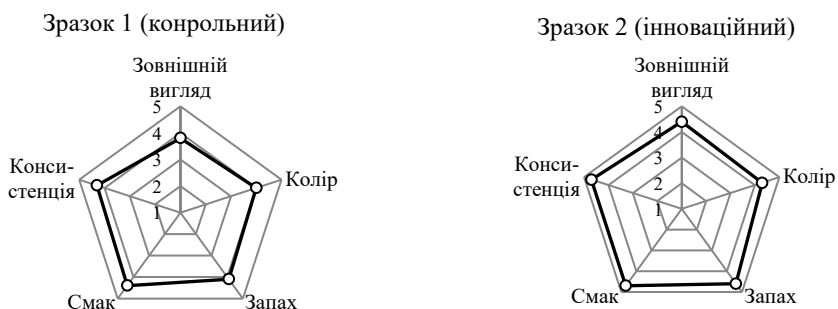 Зразок 1 (конрольний)
Зовнішній
вигляд
5
4
3
2
1
Колір
Запах
Смак
Конси-
стенція
Зразок 2 (інноваційний)
Зовнішній
вигляд
5
4
3
2
1
Колір
Запах
Смак
Конси-
стенція